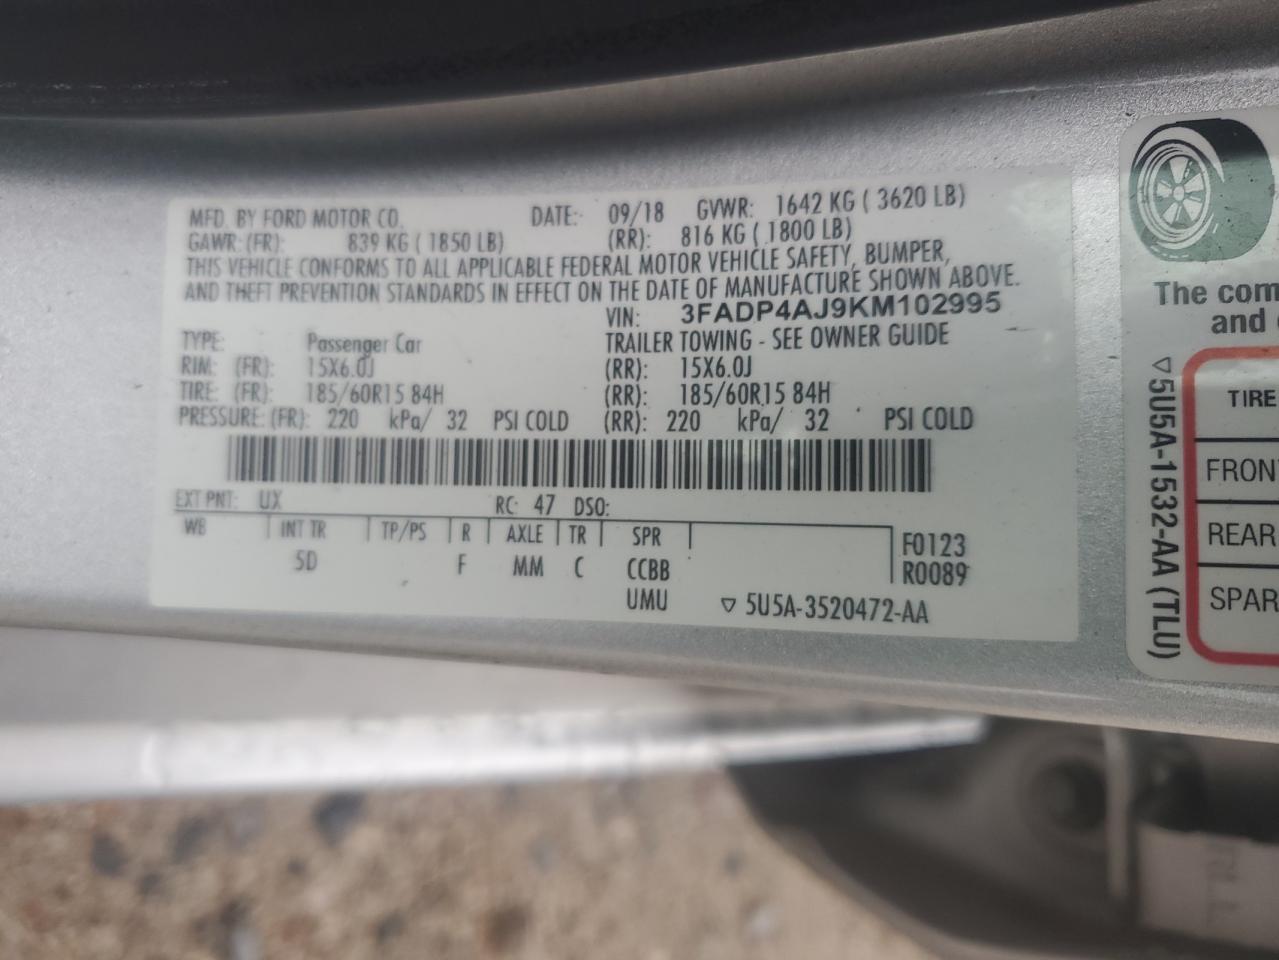 MFD. BY FORD MOTOR CO. DATE: 09/18 GVWR: 1642 KG ( 3620 LB)
GAWR: (FR): 839 KG ( 1850 LB) (RR): 816 KG ( 1800 LB)
THIS VEHICLE CONFORMS TO ALL APPLICABLE FEDERAL MOTOR VEHICLE SAFETY, BUMPER,
AND THEFT PREVENTION STANDARDS IN EFFECT ON THE DATE OF MANUFACTURE SHOWN ABOVE.
VIN: 3FADP4AJ9KM102995
TYPE: Passenger Car TRAILER TOWING - SEE OWNER GUIDE
RIM: (FR): 15X6.0J (RR): 15X6.0J
TIRE: (FR): 185/60R15 84H (RR): 185/60R15 84H
PRESSURE: (FR): 220 kPa/ 32 PSI COLD (RR): 220 kPa/ 32 PSI COLD
EXT PNT: UX RC: 47 DSO:
WB INT TR TP/PS R AXLE TR SPR F0123
5D F MM C CCBB R0089
UMU ▽ 5U5A-3520472-AA
The com
and
▽ 5U5A-1532-AA (TLU)
TIRE
FRONT
REAR
SPAR